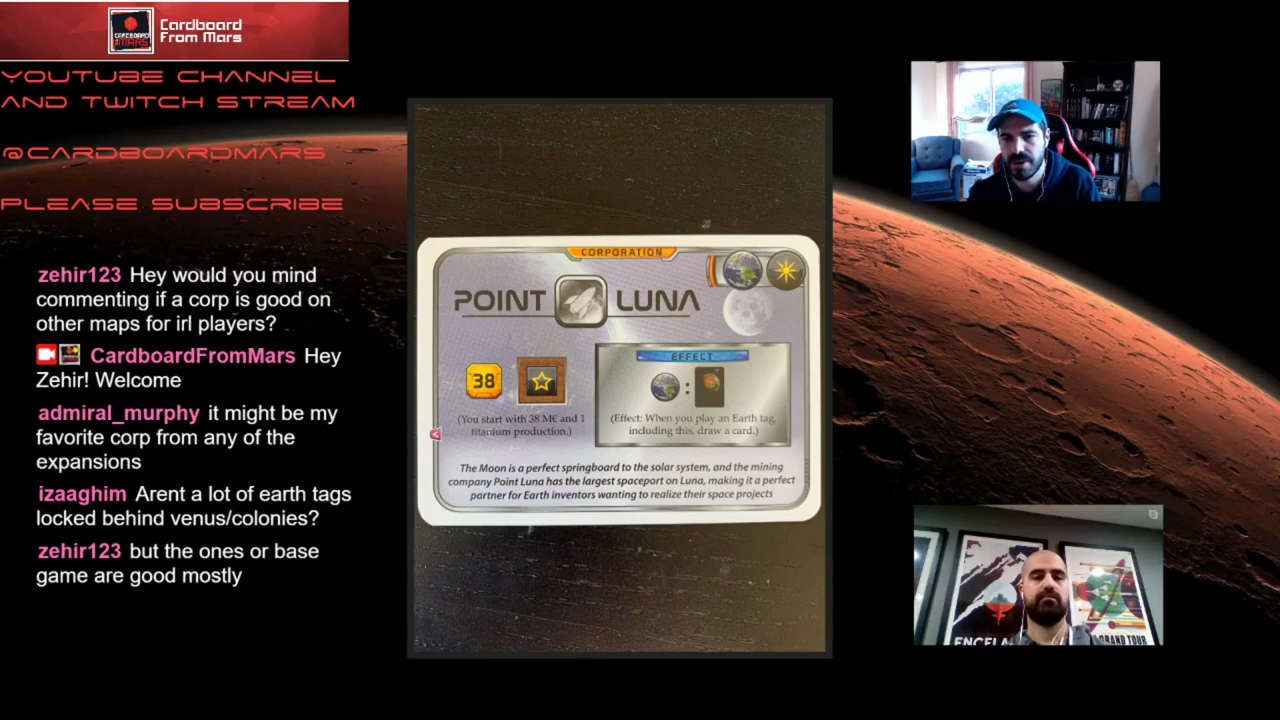 Cardboard
From Mars
CARDBOARD
YOUTUBE CHANNEL
AND TWITCH STREAM
@CARDBOARDMARS
PLEASE SUBSCRIBE
zehir123 Hey would you mind
commenting if a corp is good on
other maps for irl players?
CardboardFromMars Hey
Zehir! Welcome
admiral_murphy it might be my
favorite corp from any of the
expansions
izaaghim Arent a lot of earth tags
locked behind venus/colonies?
zehir123 but the ones or base
game are good mostly
CORPORATION
POINT LUNA
38
(You start with 38 M€ and 1
titanium production.)
EFFECT
:
(Effect: When you play an Earth tag,
including this, draw a card.)
The Moon is a perfect springboard to the solar system, and the mining
company Point Luna has the largest spaceport on Luna, making it a perfect
partner for Earth inventors wanting to realize their space projects
ENCELA
GRAND TOUR